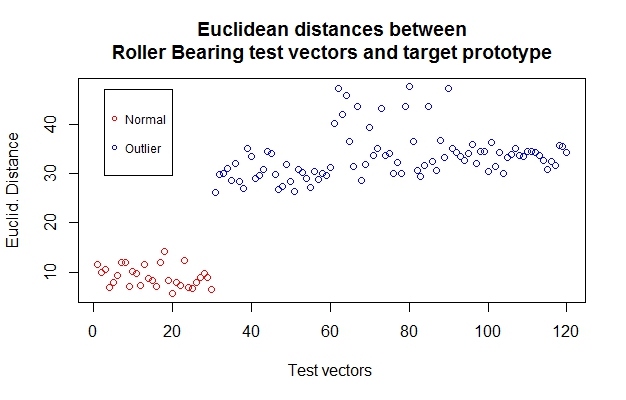 Euclidean distances between
Roller Bearing test vectors and target prototype
Euclid. Distance
40
30
20
10
Normal
Outlier
0
20
40
60
80
100
120
Test vectors